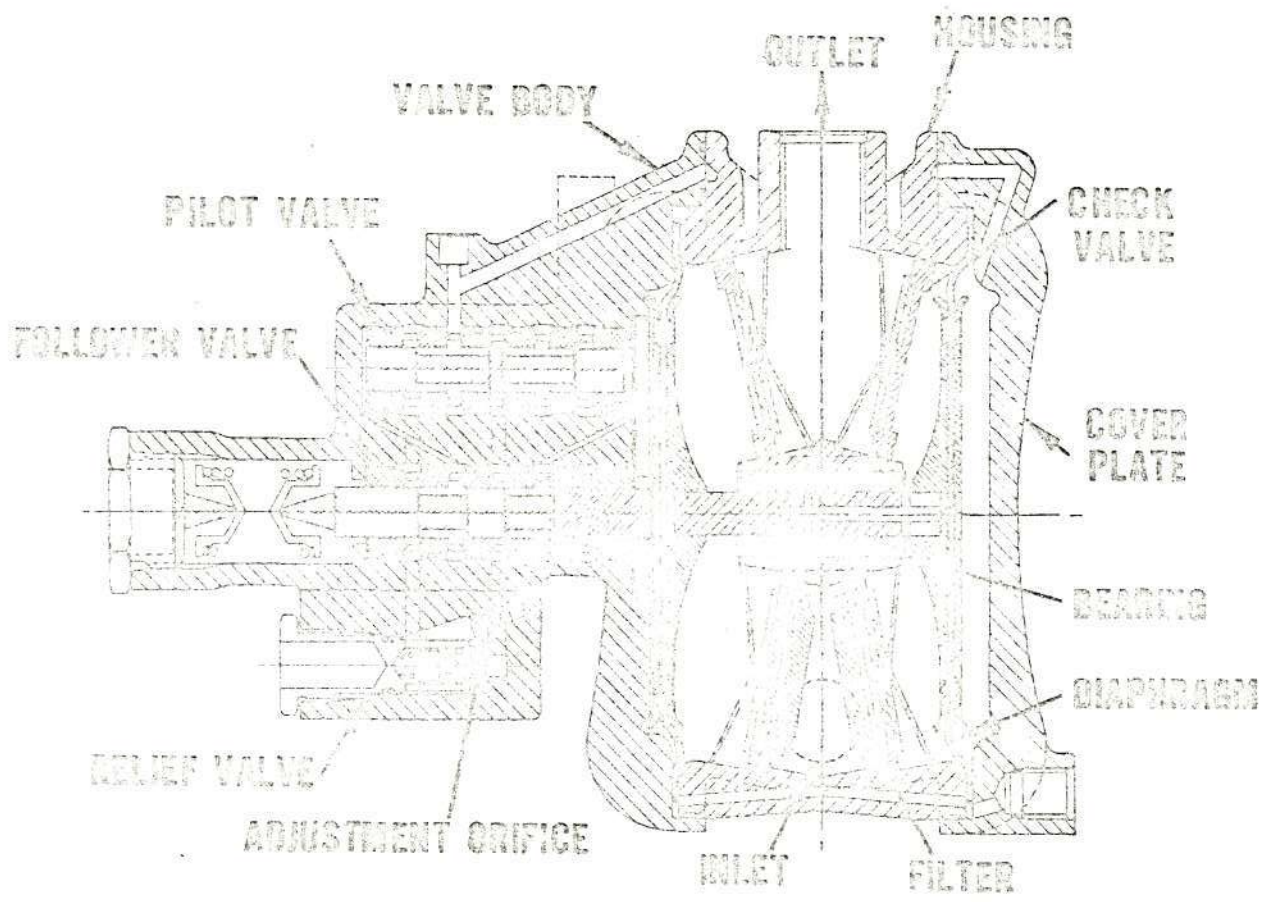 HOUSING
OUTLET
VALVE BODY
PILOT VALVE
CHECK
VALVE
FOLLOWER VALVE
COVER
PLATE
BEARING
DIAPHRAGM
RELIEF VALVE
ADJUSTMENT ORIFICE
INLET
FILTER